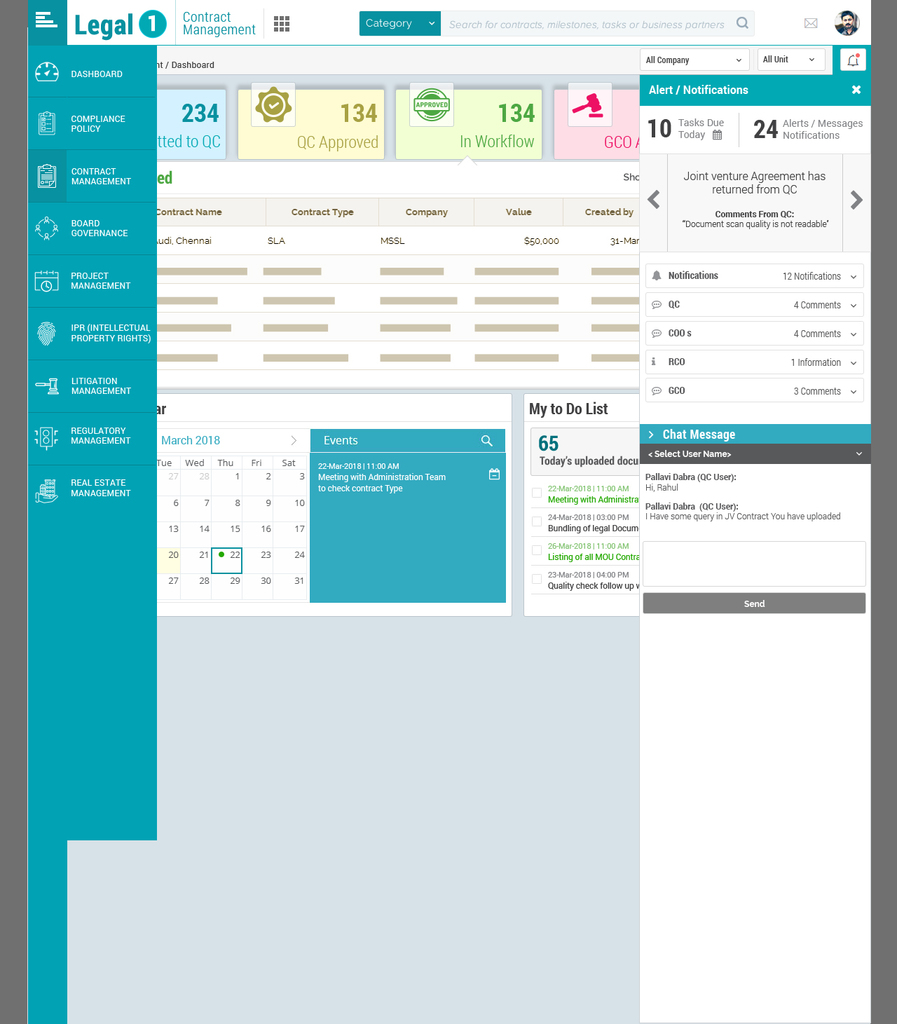 Legal 1
Contract
Management
Category
Search for contracts, milestones, tasks or business partners
DASHBOARD
COMPLIANCE
POLICY
CONTRACT
MANAGEMENT
BOARD
GOVERNANCE
PROJECT
MANAGEMENT
IPR (INTELLECTUAL
PROPERTY RIGHTS)
LITIGATION
MANAGEMENT
REGULATORY
MANAGEMENT
REAL ESTATE
MANAGEMENT
nt / Dashboard
All Company
All Unit
234
tted to QC
134
QC Approved
APPROVED
134
In Workflow
GCO A
ed
Sho
Contract Name
Contract Type
Company
Value
Created by
udi, Chennai
SLA
MSSL
$50,000
31-Mar
ar
March 2018
Tue Wed Thu Fri Sat
27 28 1 2 3
6 7 8 9 10
13 14 15 16 17
20 21 22 23 24
27 28 29 30 31
Events
22-Mar-2018 | 11:00 AM
Meeting with Administration Team
to check contract Type
My to Do List
65
Today's uploaded docu
22-Mar-2018 | 11:00 AM
Meeting with Administra
24-Mar-2018 | 03:00 PM
Bundling of legal Docum
26-Mar-2018 | 11:00 AM
Listing of all MOU Contra
23-Mar-2018 | 04:00 PM
Quality check follow up w
Alert / Notifications
10 Tasks Due
Today
24 Alerts / Messages
Notifications
Joint venture Agreement has
returned from QC
Comments From QC:
"Document scan quality is not readable"
Notifications 12 Notifications
QC 4 Comments
COO s 4 Comments
RCO 1 Information
GCO 3 Comments
Chat Message
< Select User Name>
Pallavi Dabra (QC User):
Hi, Rahul
Pallavi Dabra (QC User):
I Have some query in JV Contract You have uploaded
Send